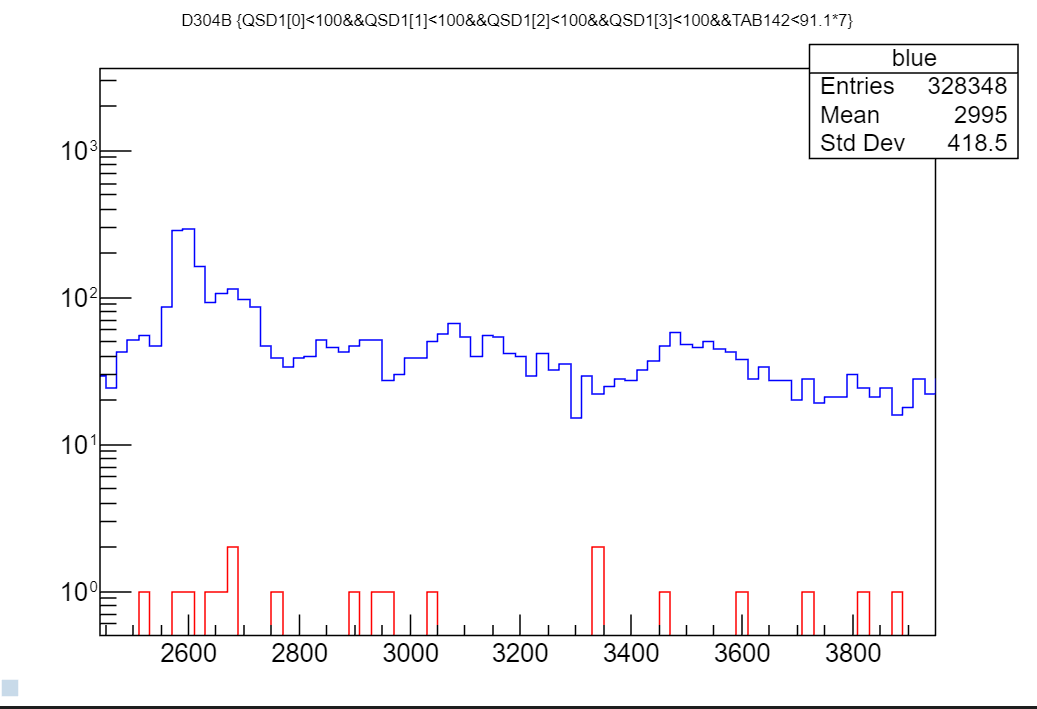 D304B {QSD1[0]<100&&QSD1[1]<100&&QSD1[2]<100&&QSD1[3]<100&&TAB142<91.1*7}
blue
Entries 328348
Mean 2995
Std Dev 418.5
10³
10²
10¹
10⁰
2600 2800 3000 3200 3400 3600 3800